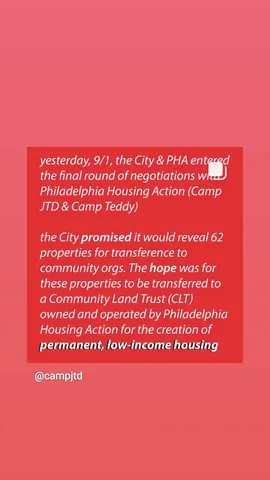 yesterday, 9/1, the City & PHA entered
the final round of negotiations with
Philadelphia Housing Action (Camp
JTD & Camp Teddy)
the City promised it would reveal 62
properties for transference to
community orgs. The hope was for
these properties to be transferred to
a Community Land Trust (CLT)
owned and operated by Philadelphia
Housing Action for the creation of
permanent, low-income housing
@campjtd